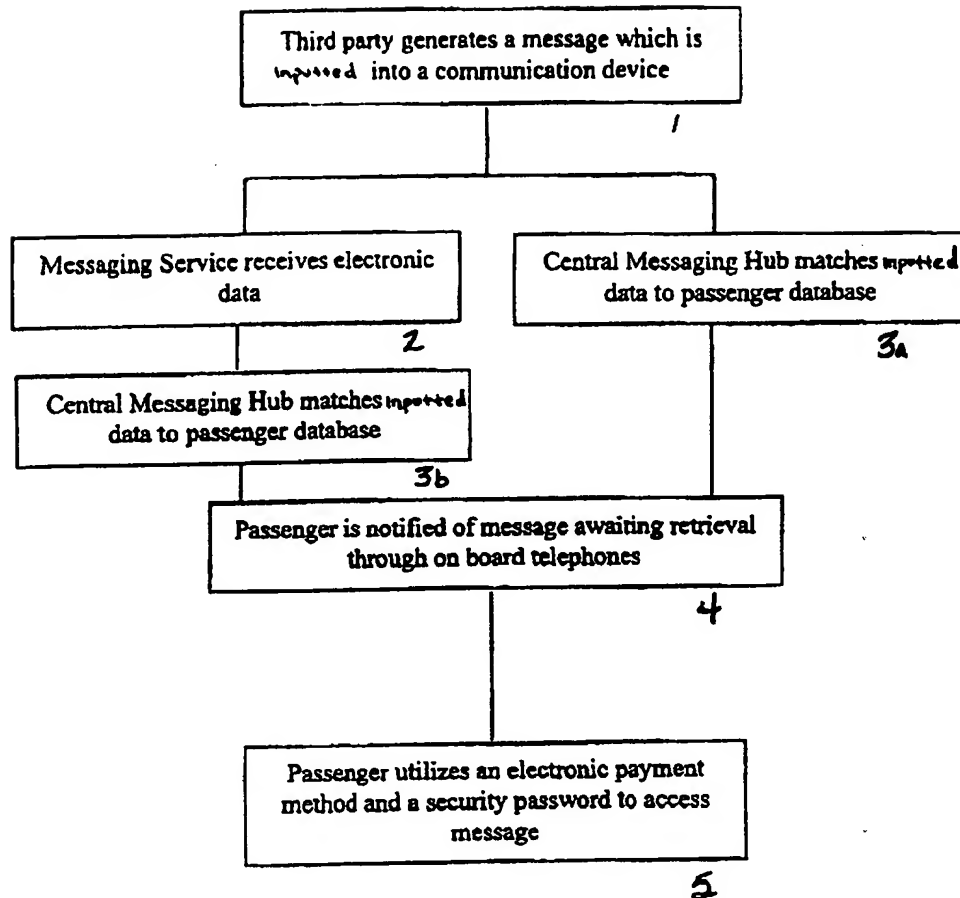 Third party generates a message which is
inputted into a communication device
1
Messaging Service receives electronic
data
2
Central Messaging Hub matches inputted
data to passenger database
3a
Central Messaging Hub matches inputted
data to passenger database
3b
Passenger is notified of message awaiting retrieval
through on board telephones
4
Passenger utilizes an electronic payment
method and a security password to access
message
5